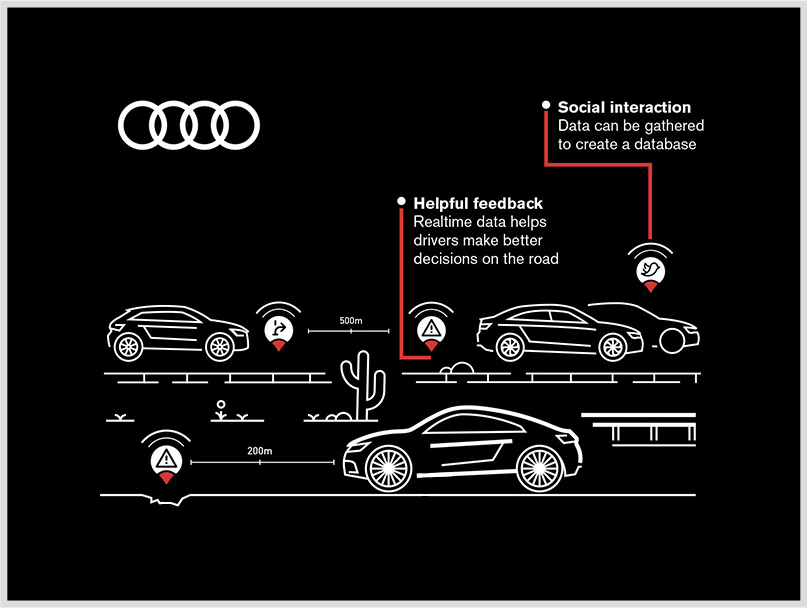 Social interaction
Data can be gathered
to create a database
Helpful feedback
Realtime data helps
drivers make better
decisions on the road
500m
200m